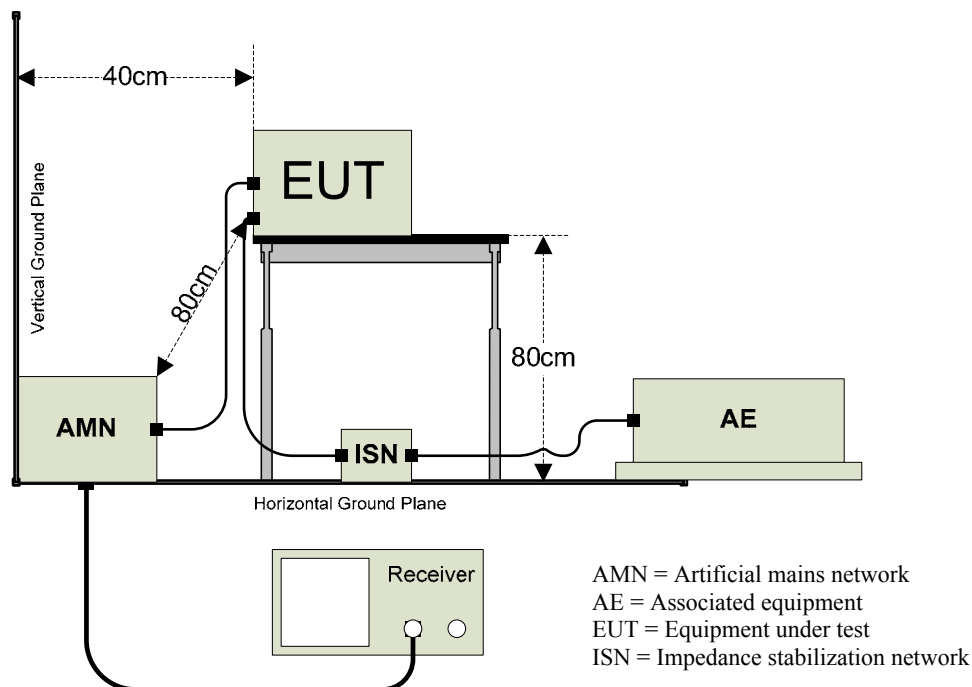 40cm
EUT
Vertical Ground Plane
80cm
80cm
AMN
ISN
AE
Horizontal Ground Plane
Receiver
AMN = Artificial mains network
AE = Associated equipment
EUT = Equipment under test
ISN = Impedance stabilization network